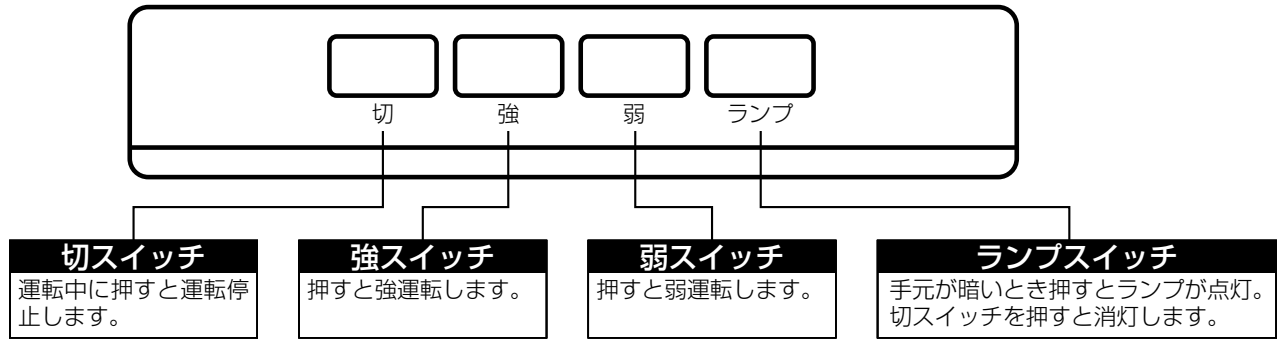 切
強
弱
ランプ
切スイッチ
運転中に押すと運転停
止します。
強スイッチ
押すと強運転します。
弱スイッチ
押すと弱運転します。
ランプスイッチ
手元が暗いとき押すとランプが点灯。
切スイッチを押すと消灯します。